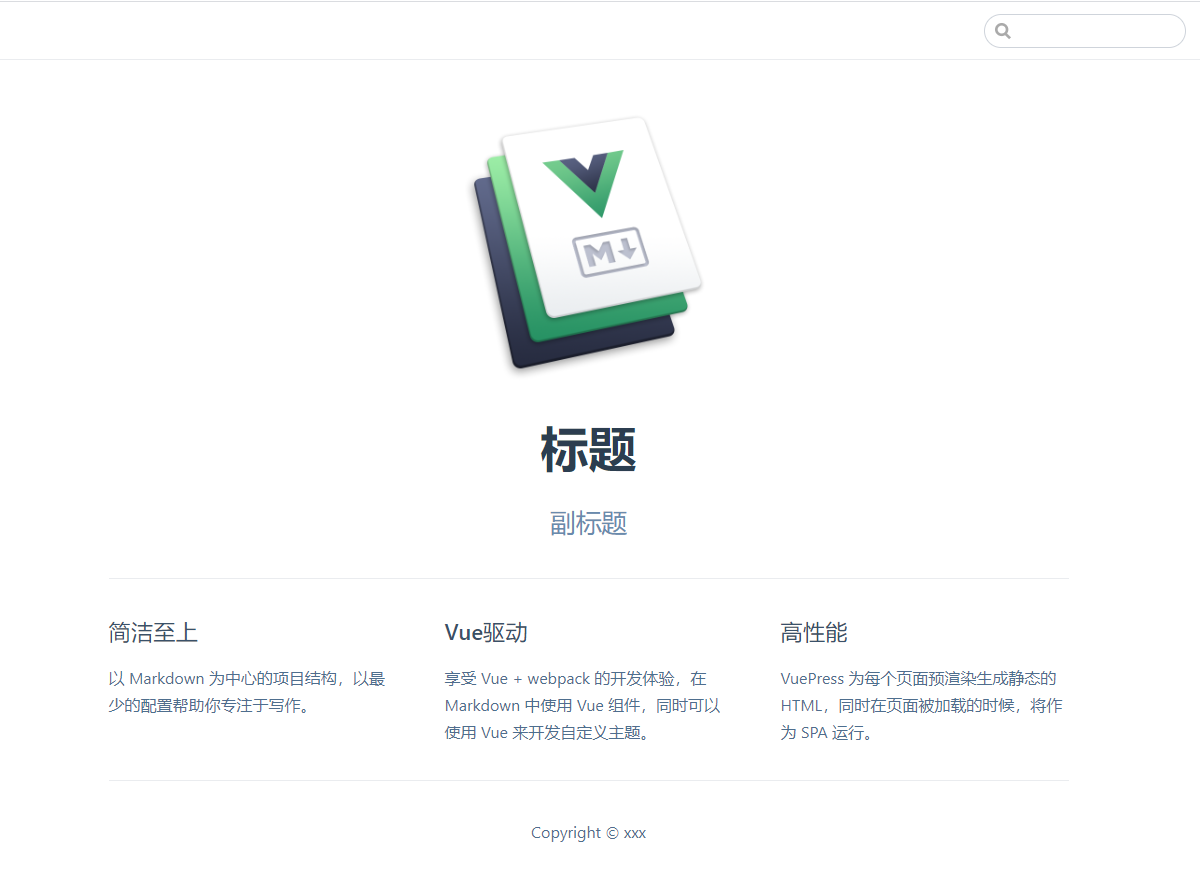 M
标题
副标题
简洁至上
以 Markdown 为中心的项目结构，以最
少的配置帮助你专注于写作。
Vue驱动
享受 Vue + webpack 的开发体验，在
Markdown 中使用 Vue 组件，同时可以
使用 Vue 来开发自定义主题。
高性能
VuePress 为每个页面预渲染生成静态的
HTML，同时在页面被加载的时候，将作
为 SPA 运行。
Copyright © xxx